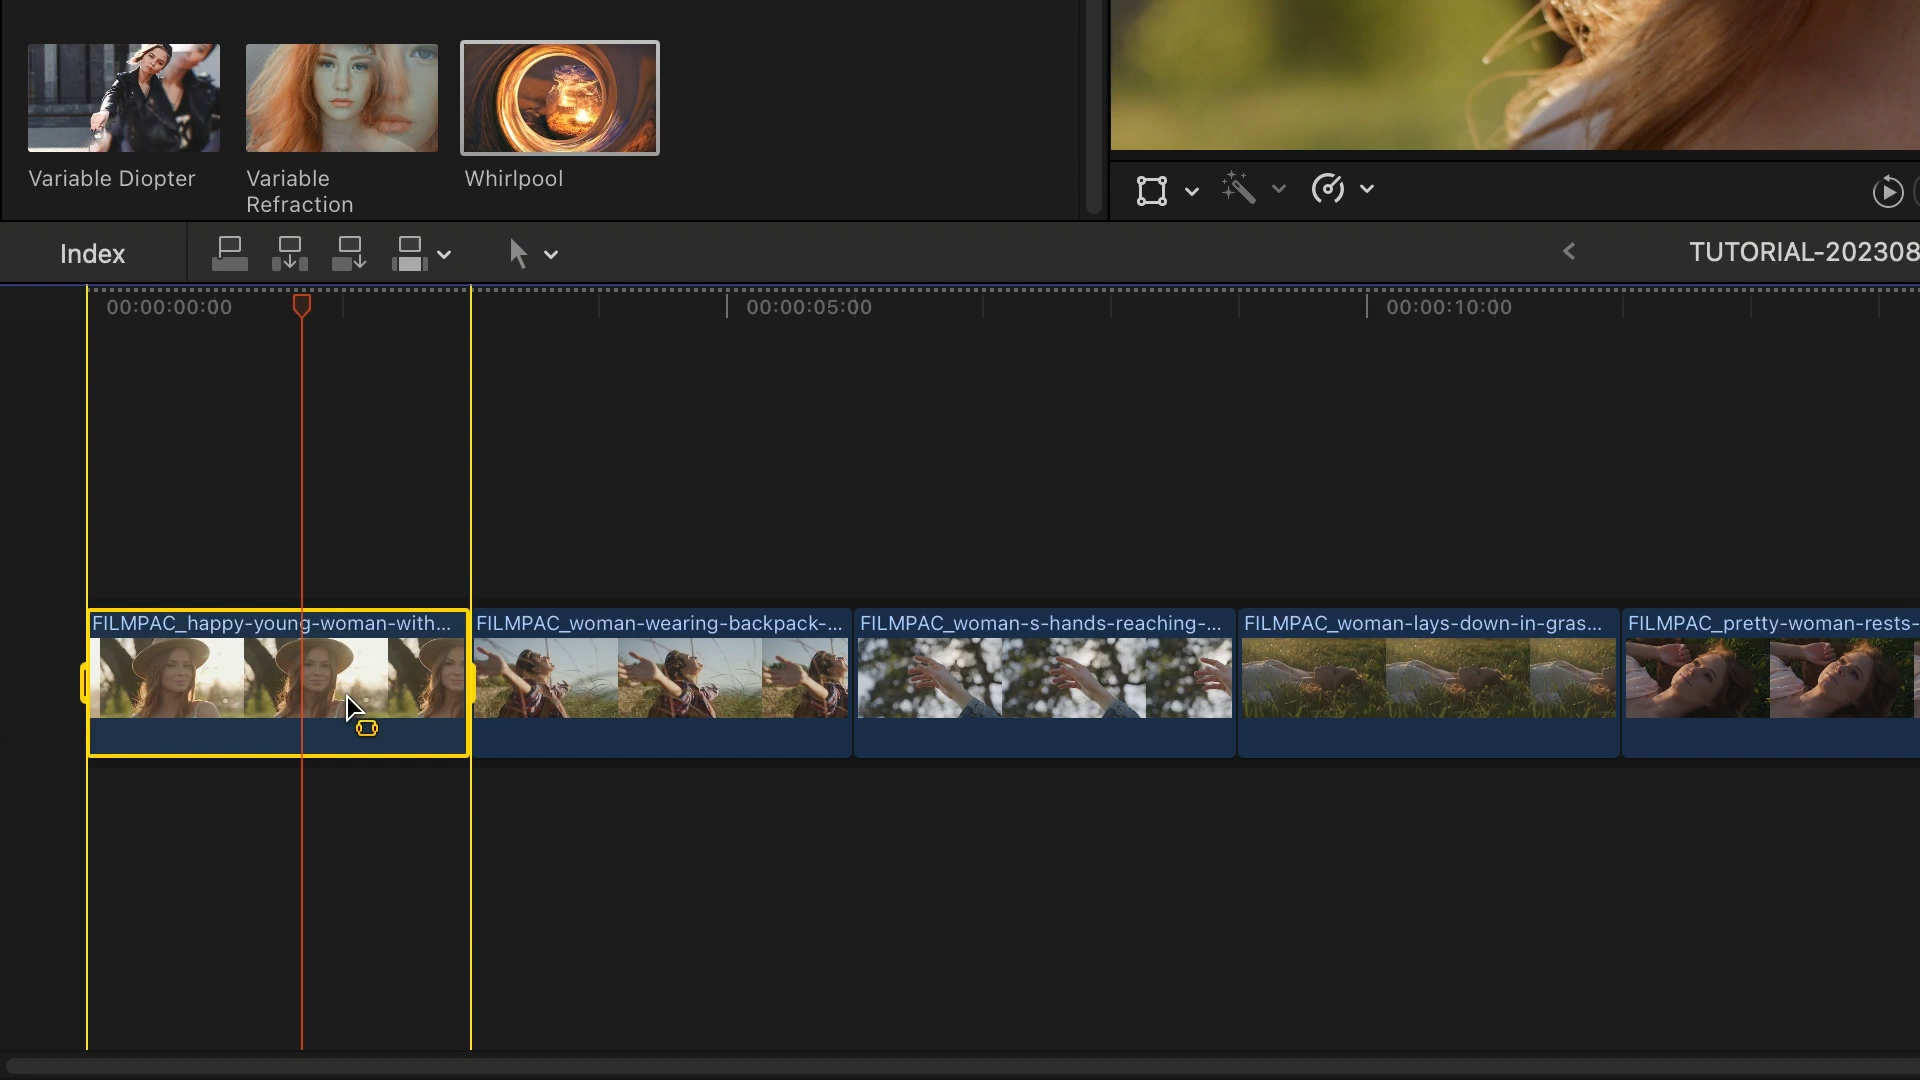 Variable Diopter
Variable
Refraction
Whirlpool
Index
TUTORIAL-202308
00:00:00:00
00:00:05:00
00:00:10:00
FILMPAC_happy-young-woman-with...
FILMPAC_woman-wearing-backpack-...
FILMPAC_woman-s-hands-reaching-...
FILMPAC_woman-lays-down-in-gras...
FILMPAC_pretty-woman-rests-